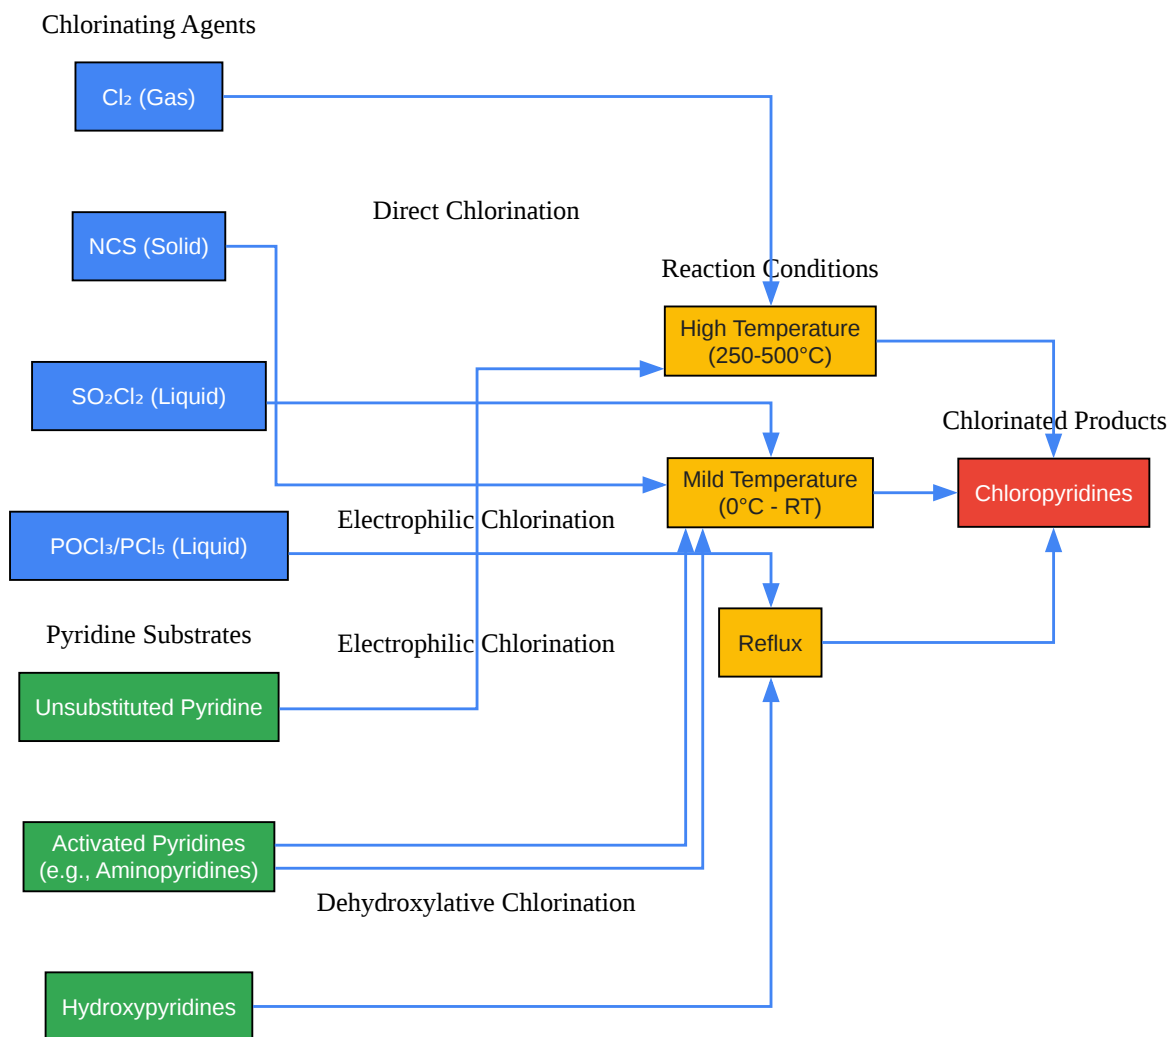 Chlorinating Agents
Cl₂ (Gas)
Direct Chlorination
NCS (Solid)
Reaction Conditions
High Temperature
(250-500°C)
SO₂Cl₂ (Liquid)
Chlorinated Products
Mild Temperature
(0°C - RT)
Chloropyridines
Electrophilic Chlorination
POCl₃/PCl₅ (Liquid)
Pyridine Substrates
Electrophilic Chlorination
Reflux
Unsubstituted Pyridine
Activated Pyridines
(e.g., Aminopyridines)
Dehydroxylative Chlorination
Hydroxypyridines